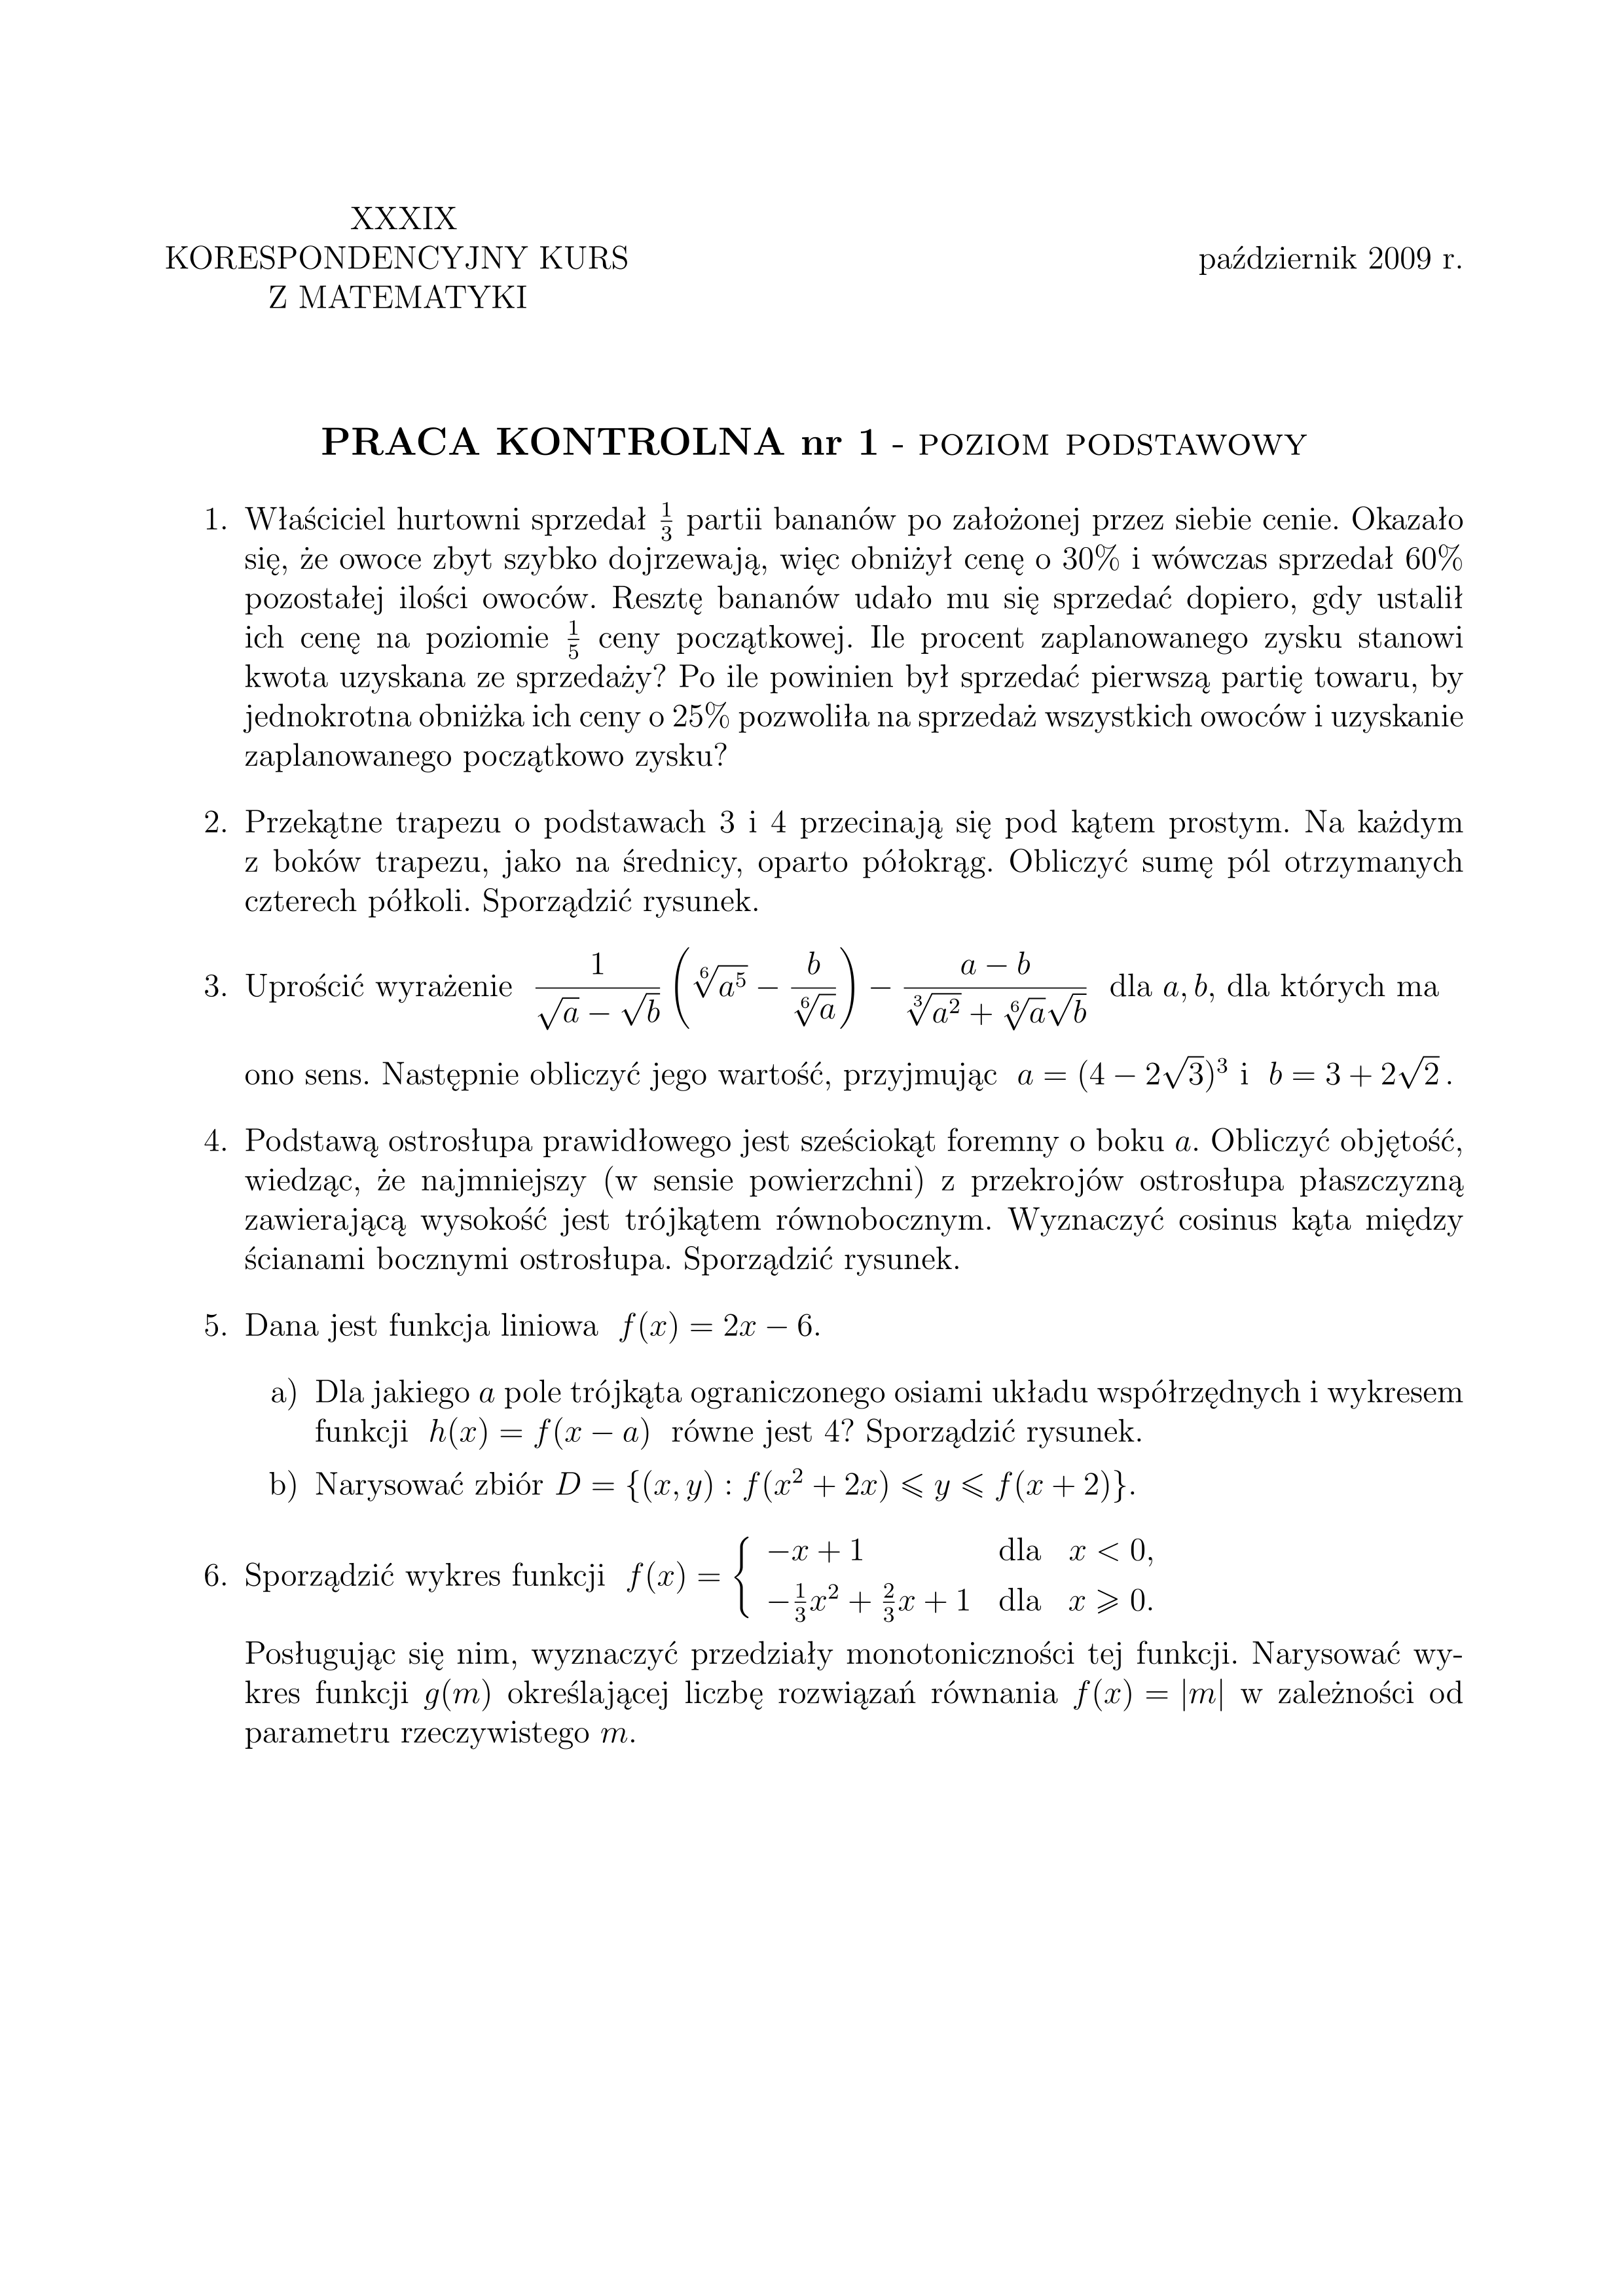 XXXIX
KORESPONDENCYJNY KURS
Z MATEMATYKI
październik 2009 r.
PRACA KONTROLNA nr 1 - POZIOM PODSTAWOWY
1. Właściciel hurtowni sprzedał $\frac{1}{3}$ partii bananów po założonej przez siebie cenie. Okazało
się, że owoce zbyt szybko dojrzewają, więc obniżył cenę o 30% i wówczas sprzedał 60%
pozostałej ilości owoców. Resztę bananów udało mu się sprzedać dopiero, gdy ustalił
ich cenę na poziomie $\frac{1}{5}$ ceny początkowej. Ile procent zaplanowanego zysku stanowi
kwota uzyskana ze sprzedaży? Po ile powinien był sprzedać pierwszą partię towaru, by
jednokrotna obniżka ich ceny o 25% pozwoliła na sprzedaż wszystkich owoców i uzyskanie
zaplanowanego początkowo zysku?
2. Przekątne trapezu o podstawach 3 i 4 przecinają się pod kątem prostym. Na każdym
z boków trapezu, jako na średnicy, oparto półokrąg. Obliczyć sumę pól otrzymanych
czterech półkoli. Sporządzić rysunek.
3. Uprościć wyrażenie $\frac{1}{\sqrt{a}-\sqrt{b}}\left(\sqrt[6]{a^5}-\frac{b}{\sqrt[6]{a}}\right)-\frac{a-b}{\sqrt[3]{a^2}+\sqrt[6]{a}\sqrt{b}}$ dla $a, b$, dla których ma
ono sens. Następnie obliczyć jego wartość, przyjmując $a = (4-2\sqrt{3})^3$ i $b = 3+2\sqrt{2}$.
4. Podstawą ostrosłupa prawidłowego jest sześciokąt foremny o boku $a$. Obliczyć objętość,
wiedząc, że najmniejszy (w sensie powierzchni) z przekrojów ostrosłupa płaszczyzną
zawierającą wysokość jest trójkątem równobocznym. Wyznaczyć cosinus kąta między
ścianami bocznymi ostrosłupa. Sporządzić rysunek.
5. Dana jest funkcja liniowa $f(x) = 2x - 6$.
a) Dla jakiego $a$ pole trójkąta ograniczonego osiami układu współrzędnych i wykresem
funkcji $h(x) = f(x-a)$ równe jest 4? Sporządzić rysunek.
b) Narysować zbiór $D = \{(x, y) : f(x^2+2x) \leqslant y \leqslant f(x+2)\}$.
6. Sporządzić wykres funkcji $f(x) = \begin{cases} -x+1 & \text{dla } x < 0, \\ -\frac{1}{3}x^2+\frac{2}{3}x+1 & \text{dla } x \geqslant 0. \end{cases}$
Posługując się nim, wyznaczyć przedziały monotoniczności tej funkcji. Narysować wy-
kres funkcji $g(m)$ określającej liczbę rozwiązań równania $f(x) = |m|$ w zależności od
parametru rzeczywistego $m$.